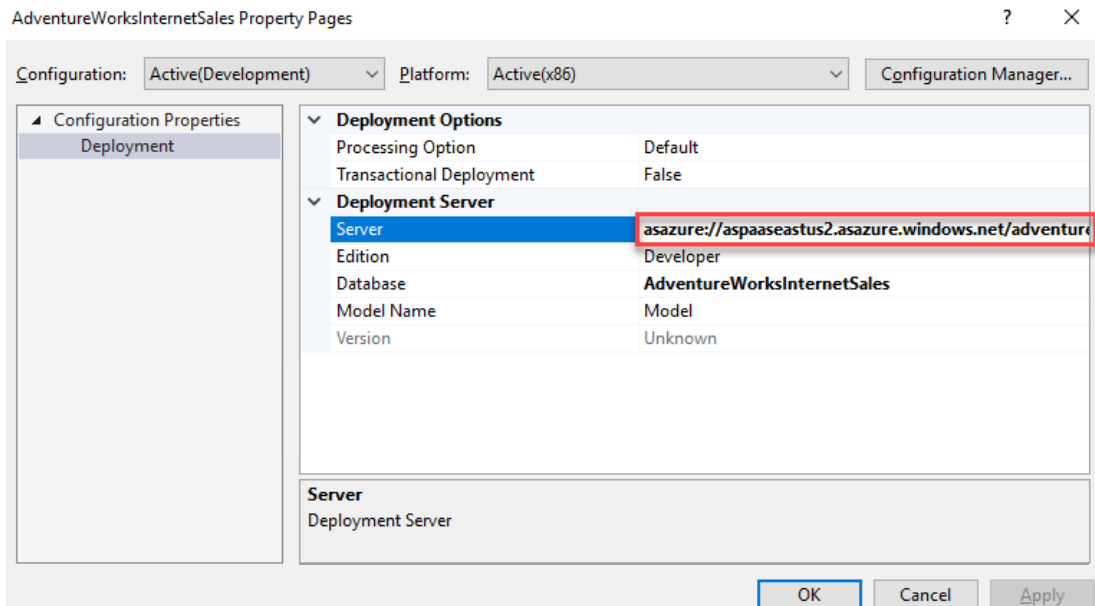 AdventureWorksInternetSales Property Pages ?
Configuration: Active(Development) Platform: Active(x86) Configuration Manager...
Configuration Properties
Deployment
Deployment Options
Processing Option Default
Transactional Deployment False
Deployment Server
Server asazure://aspaaseastus2.asazure.windows.net/adventure
Edition Developer
Database AdventureWorksInternetSales
Model Name Model
Version Unknown
Server
Deployment Server
OK Cancel Apply